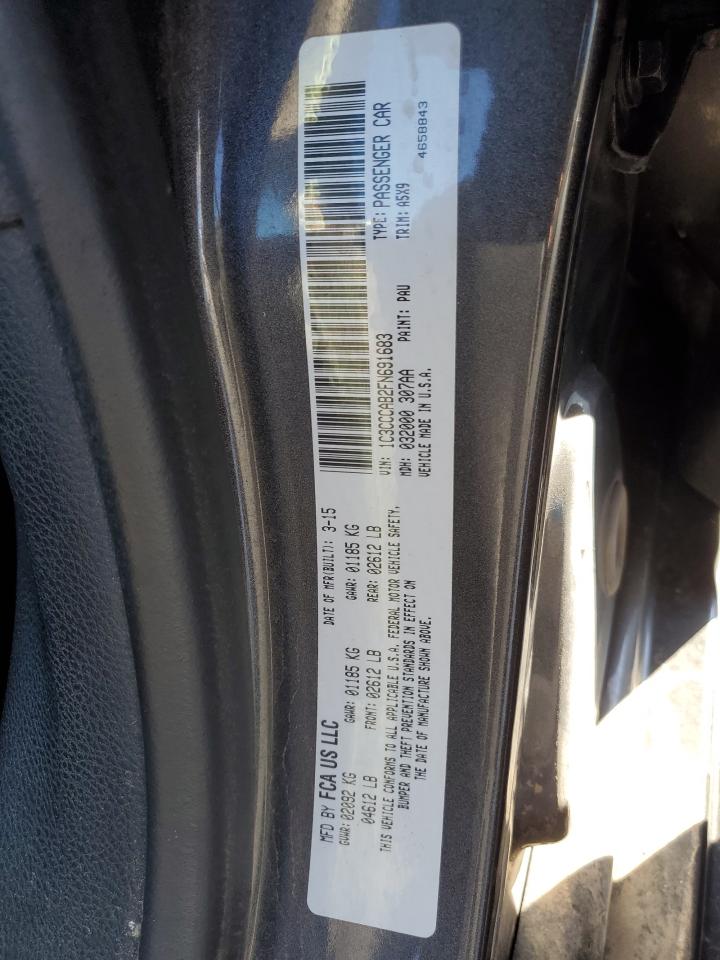 MFD BY FCA US LLC
DATE OF MFR(BUILT): 3-15
GVWR: 02092 KG
GAWR: 01185 KG
GAWR: 01185 KG
04612 LB
FRONT: 02612 LB
REAR: 02612 LB
THIS VEHICLE CONFORMS TO ALL APPLICABLE U.S.A. FEDERAL MOTOR VEHICLE SAFETY,
BUMPER AND THEFT PREVENTION STANDARDS IN EFFECT ON
THE DATE OF MANUFACTURE SHOWN ABOVE.
VIN: 1C3CCCAB2FN691683
TYPE: PASSENGER CAR
MDH: 032000 307AA
PAINT: PAU
TRIM: A5X9
VEHICLE MADE IN U.S.A.
4658843